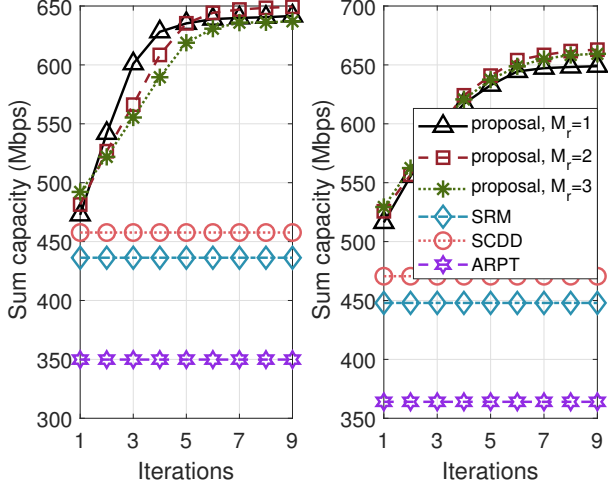 650
600
550
500
450
400
350
300
Sum capacity (Mbps)
1 3 5 7 9
Iterations
700
650
600
550
500
450
400
350
Sum capacity (Mbps)
1 3 5 7 9
Iterations
proposal, M_r=1
proposal, M_r=2
proposal, M_r=3
SRM
SCDD
ARPT